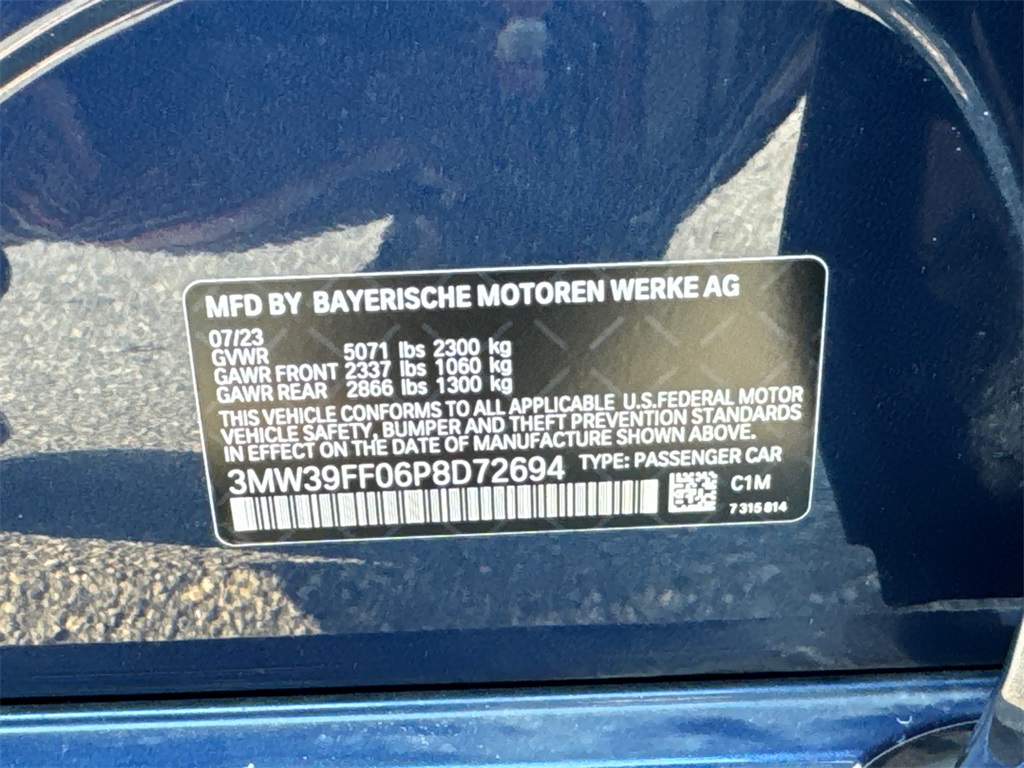 MFD BY BAYERISCHE MOTOREN WERKE AG
07/23
GVWR 5071 lbs 2300 kg
GAWR FRONT 2337 lbs 1060 kg
GAWR REAR 2866 lbs 1300 kg
THIS VEHICLE CONFORMS TO ALL APPLICABLE U.S.FEDERAL MOTOR
VEHICLE SAFETY, BUMPER AND THEFT PREVENTION STANDARDS
IN EFFECT ON THE DATE OF MANUFACTURE SHOWN ABOVE.
3MW39FF06P8D72694 TYPE: PASSENGER CAR
C1M
7 315 814